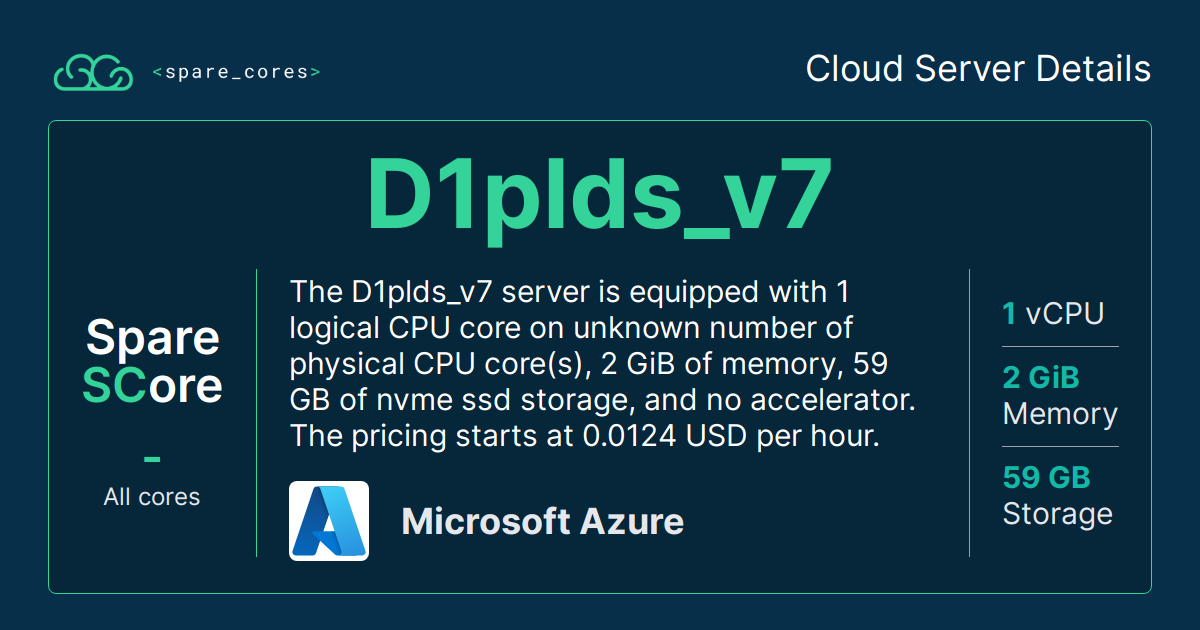 <spare_cores>
Cloud Server Details
D1plds_v7
Spare
SCore
-
All cores
The D1plds_v7 server is equipped with 1
logical CPU core on unknown number of
physical CPU core(s), 2 GiB of memory, 59
GB of nvme ssd storage, and no accelerator.
The pricing starts at 0.0124 USD per hour.
Microsoft Azure
1 vCPU
2 GiB
Memory
59 GB
Storage